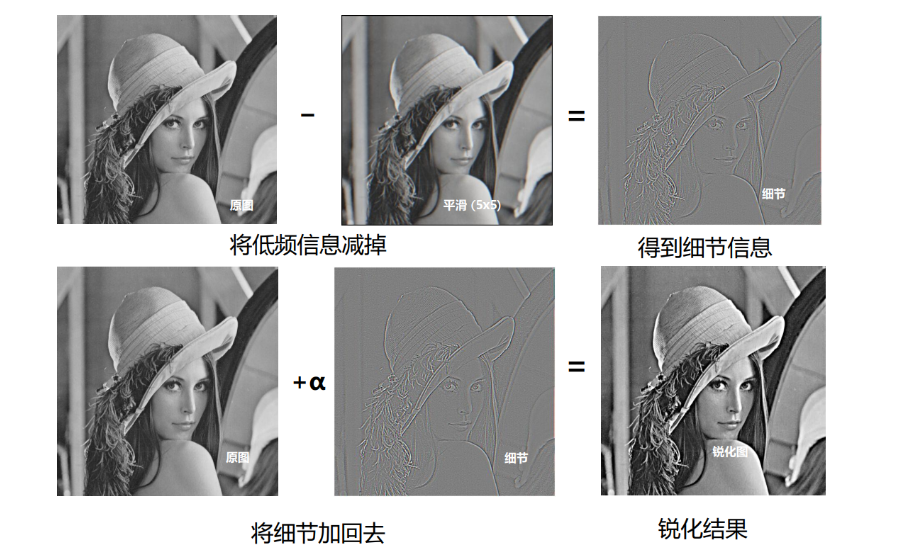 原图
−
平滑 (5x5)
=
细节
将低频信息减掉
得到细节信息
原图
+α
细节
=
锐化图
将细节加回去
锐化结果